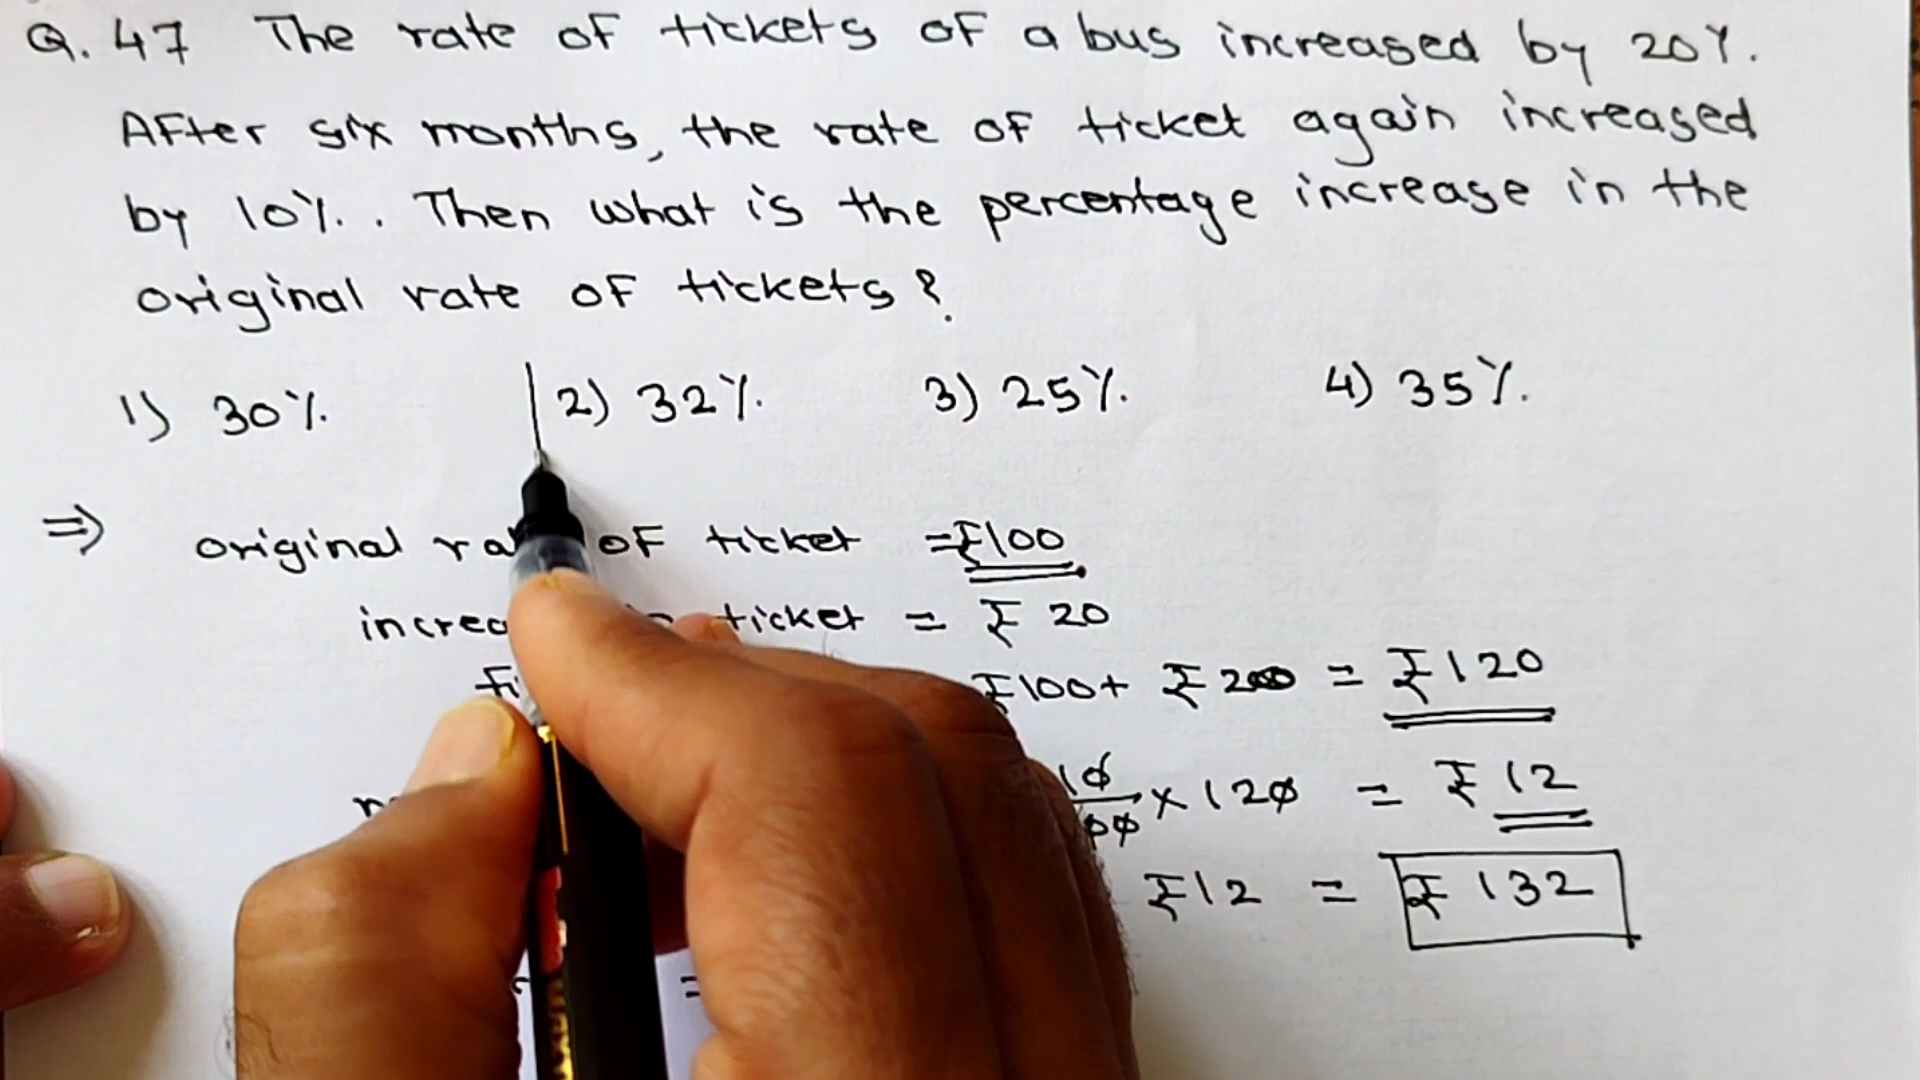 Q. 47 The rate of tickets of a bus increased by 20%.
After six months, the rate of ticket again increased
by 10%. . Then what is the percentage increase in the
original rate of tickets?
1) 30% 2) 32% 3) 25% 4) 35%.
⇒ original of ticket = ₹100
ticket = ₹ 20
₹100 + ₹ 20 = ₹120
× 120 = ₹ 12
₹12 = ₹ 132
=